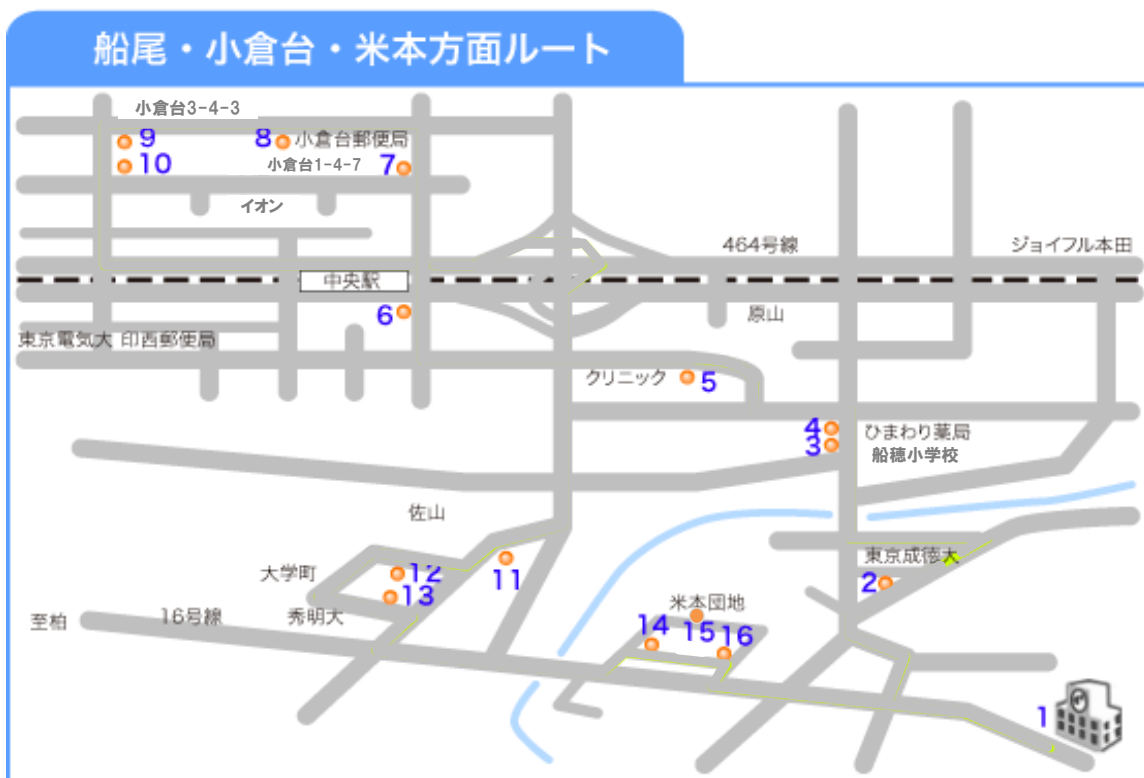 船尾・小倉台・米本方面ルート
小倉台3-4-3
9
8
小倉台郵便局
10
小倉台1-4-7
7
イオン
464号線
ジョイフル本田
中央駅
6
原山
東京電気大 印西郵便局
クリニック
5
4
ひまわり薬局
3
船穂小学校
佐山
東京成徳大
大学町
12
11
2
13
米本団地
至柏
16号線
秀明大
14
15
16
1